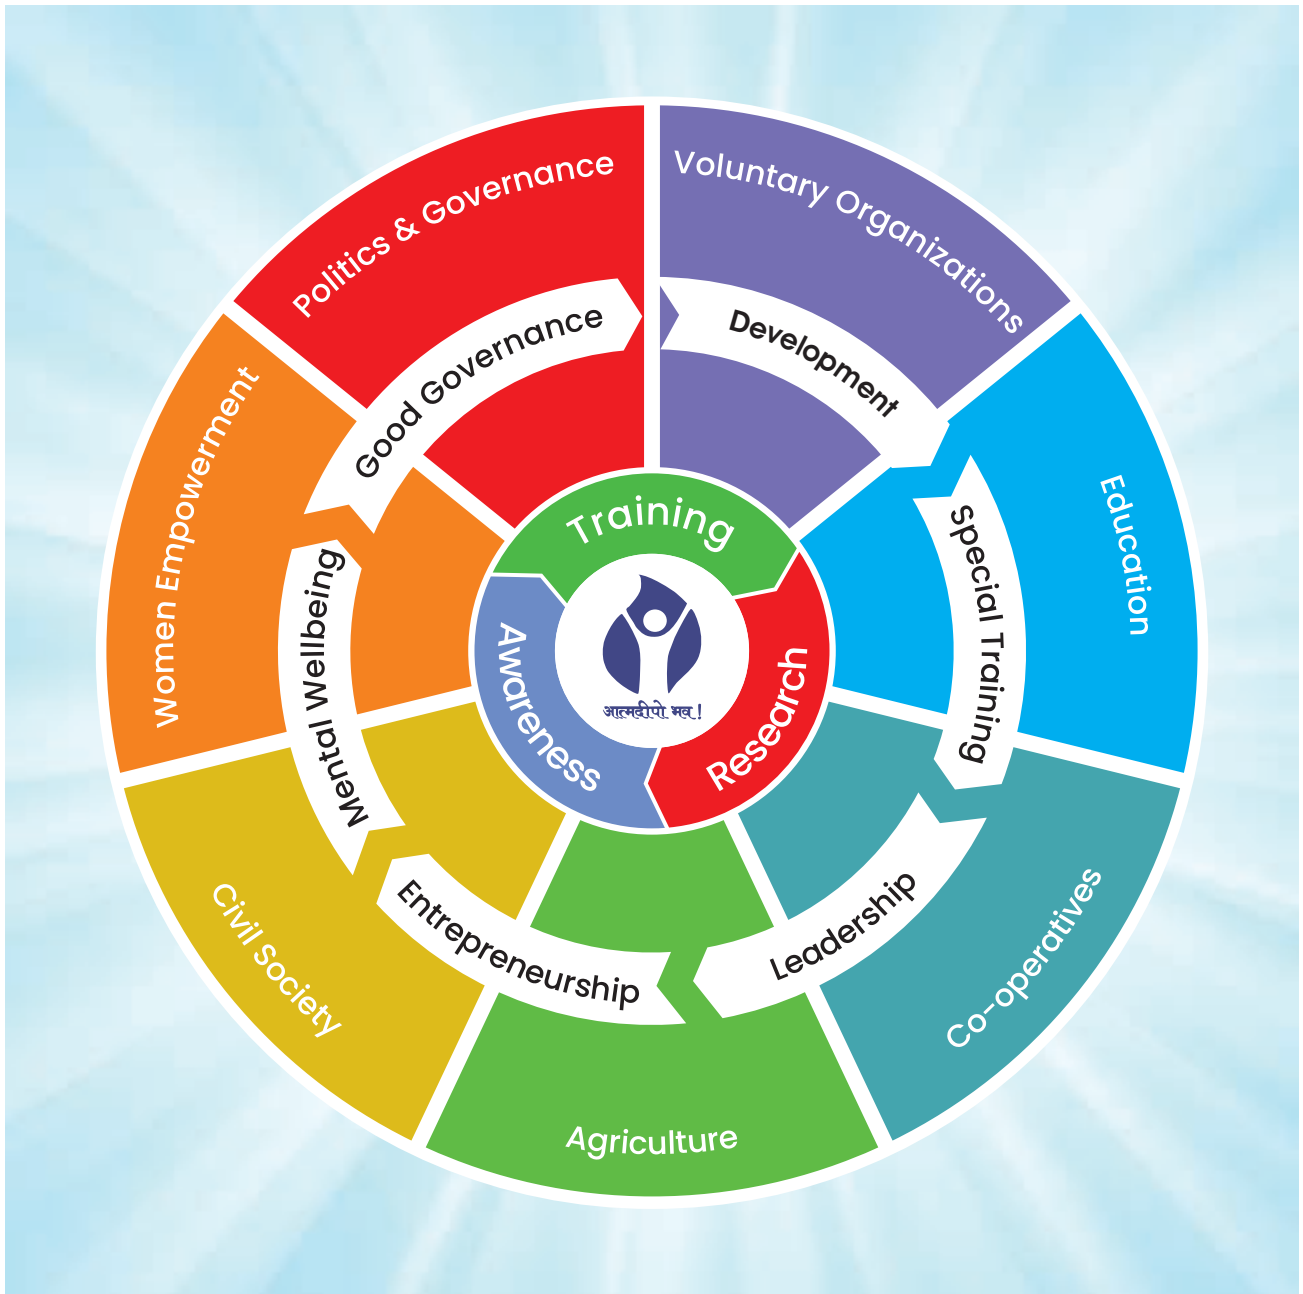 Politics & Governance
Voluntary Organizations
Education
Co-operatives
Agriculture
Civil Society
Women Empowerment
Good Governance
Development
Special Training
Leadership
Entrepreneurship
Mental Wellbeing
Training
Research
Awareness
आत्मदीपो भव !